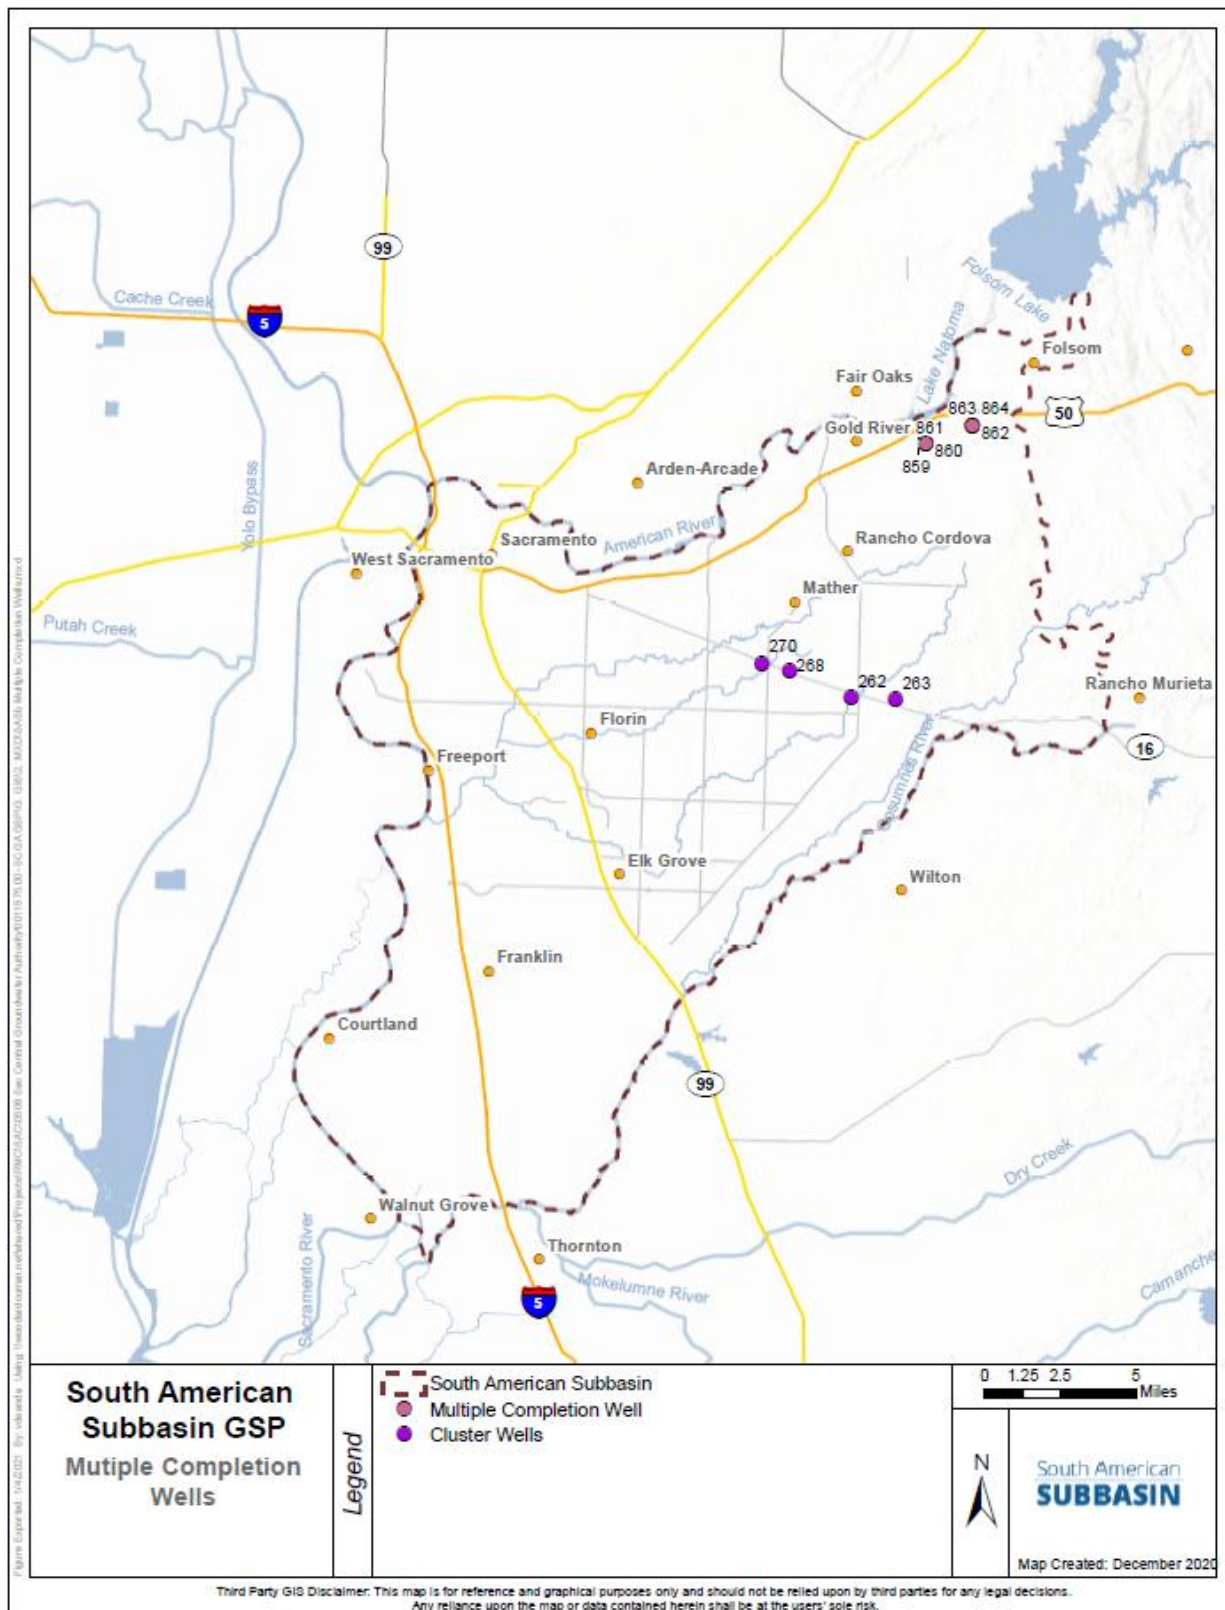 99
Cache Creek
5
Folsom Lake
Lake Natoma
Folsom
Fair Oaks
863 864
50
Gold River
861
862
860
859
Arden-Arcade
Yolo Bypass
American River
Sacramento
Rancho Cordova
West Sacramento
Mather
Putah Creek
270
268
262
263
Rancho Murieta
Florin
16
Freeport
Cosumnes River
Elk Grove
Wilton
Franklin
Courtland
99
Dry Creek
Walnut Grove
Sacramento River
Thornton
Mokelumne River
Camanche
5
South American
Subbasin GSP
Mutiple Completion
Wells
Legend
South American Subbasin
Multiple Completion Well
Cluster Wells
0 1.25 2.5 5
Miles
N
South American
SUBBASIN
Map Created: December 2020
Third Party GIS Disclaimer: This map is for reference and graphical purposes only and should not be relied upon by third parties for any legal decisions.
Any reliance upon the map or data contained herein shall be at the users' sole risk.